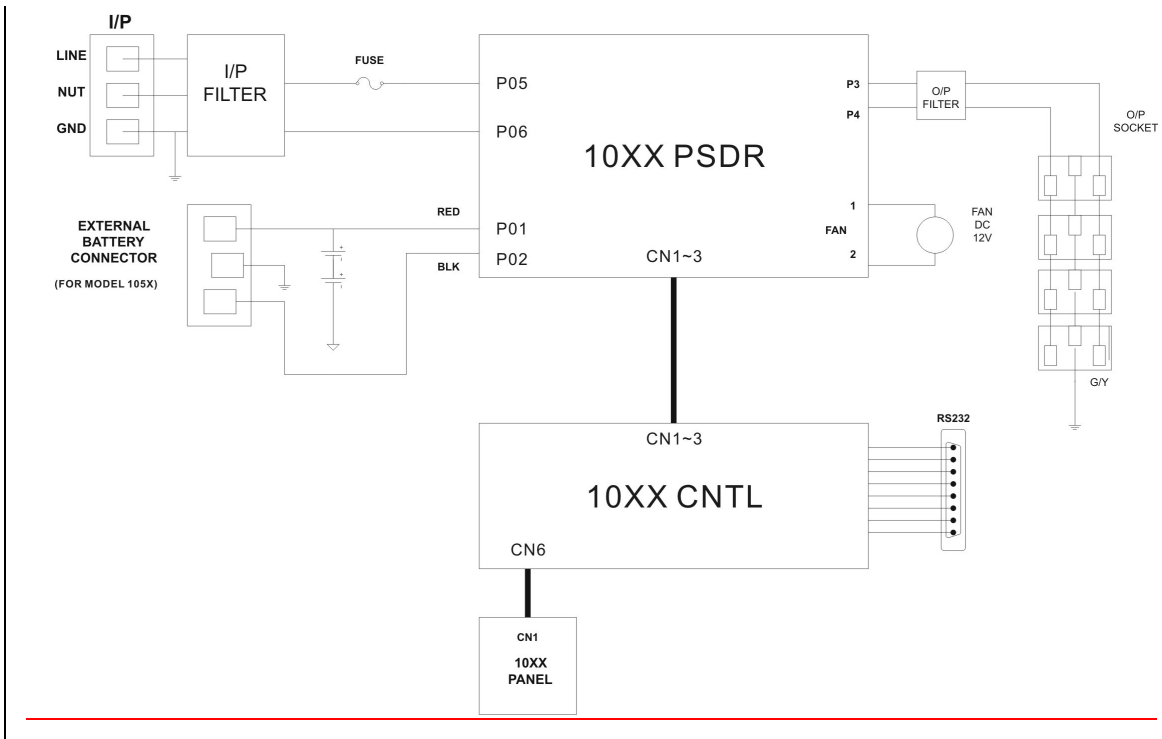 I/P
LINE
NUT
GND
I/P
FILTER
FUSE
P05
P06
10XX PSDR
P3
P4
O/P
FILTER
O/P
SOCKET
EXTERNAL
BATTERY
CONNECTOR
(FOR MODEL 105X)
+
-
+
-
RED
BLK
P01
P02
CN1~3
1
FAN
2
FAN
DC
12V
G/Y
CN1~3
10XX CNTL
CN6
RS232
CN1
10XX
PANEL